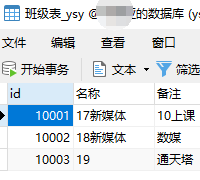 班级表_ysy @ 的数据库 (ys
文件 查看 窗口 帮助
开始事务 文本 筛选
id 名称 备注
10001 17新媒体 10上课
10002 18新媒体 数媒
10003 19 通天塔